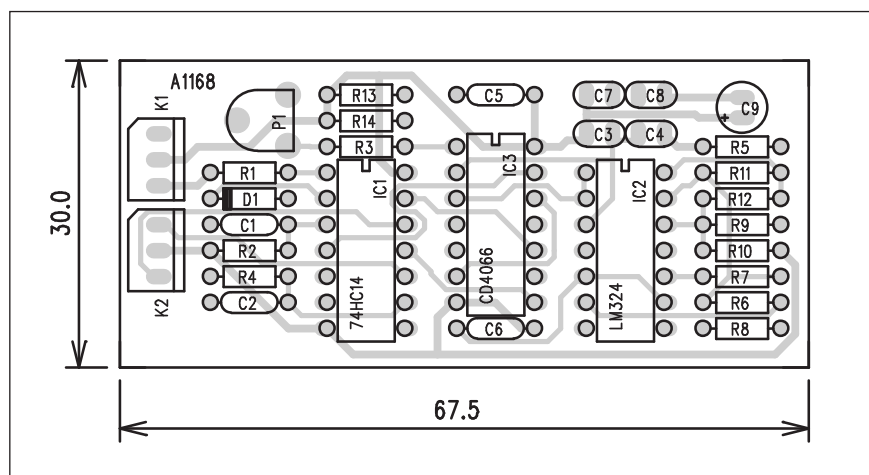 A1168
K1
P1
R13
R14
R3
C5
C7
C8
C9
+
C3
C4
R5
R1
D1
C1
R2
R4
C2
K2
IC1
74HC14
IC3
CD4066
C6
IC2
LM324
R11
R12
R9
R10
R7
R6
R8
30.0
67.5